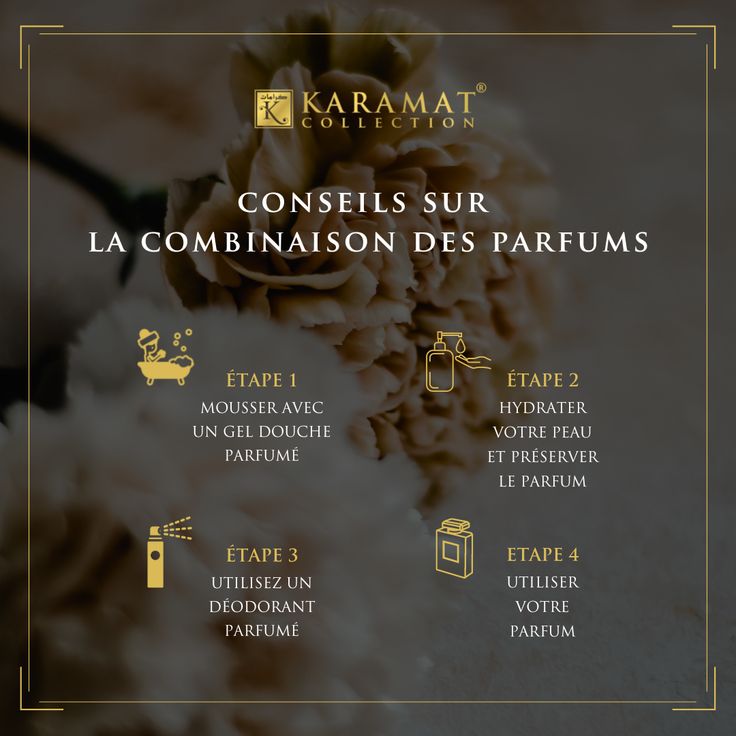 كرامات
K
KARAMAT®
COLLECTION
CONSEILS SUR
LA COMBINAISON DES PARFUMS
ÉTAPE 1
MOUSSER AVEC
UN GEL DOUCHE
PARFUMÉ
ÉTAPE 2
HYDRATER
VOTRE PEAU
ET PRÉSERVER
LE PARFUM
ÉTAPE 3
UTILISEZ UN
DÉODORANT
PARFUMÉ
ETAPE 4
UTILISER
VOTRE
PARFUM